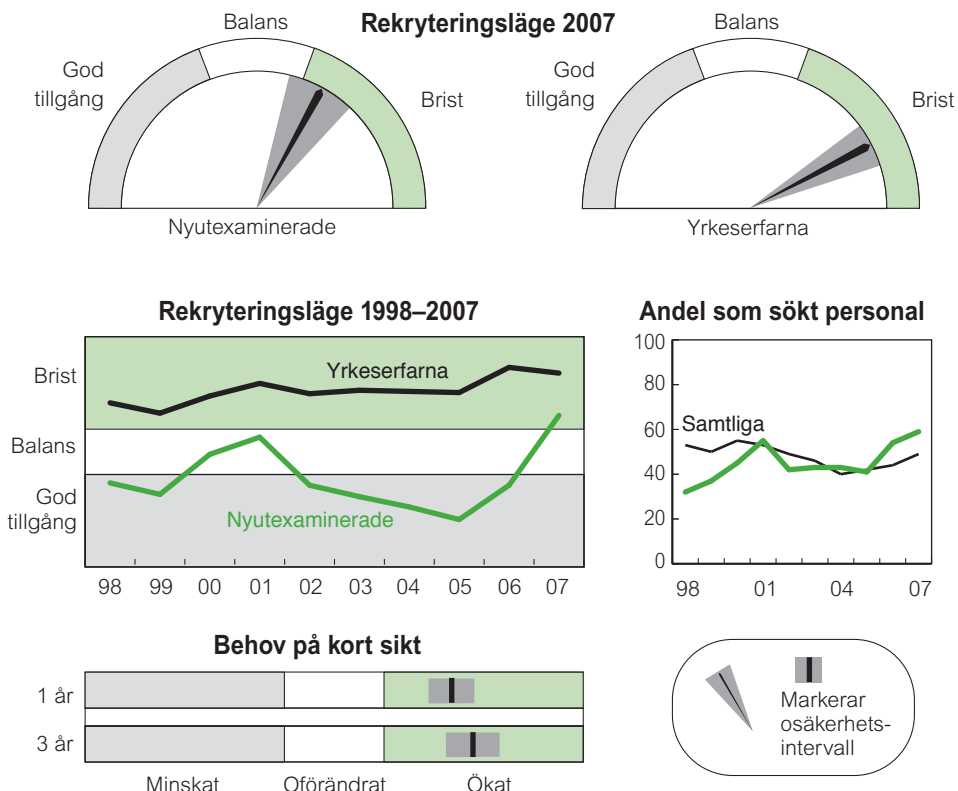 Rekryteringsläge 2007
Balans
God
tillgång
Brist
Nyutexaminerade
Balans
God
tillgång
Brist
Yrkeserfarna
Rekryteringsläge 1998–2007
Brist
Balans
God
tillgång
Yrkeserfarna
Nyutexaminerade
98 99 00 01 02 03 04 05 06 07
Andel som sökt personal
100
80
60
40
20
0
Samtliga
98 01 04 07
Behov på kort sikt
1 år
3 år
Minskat Oförändrat Ökat
Markerar
osäkerhets-
intervall